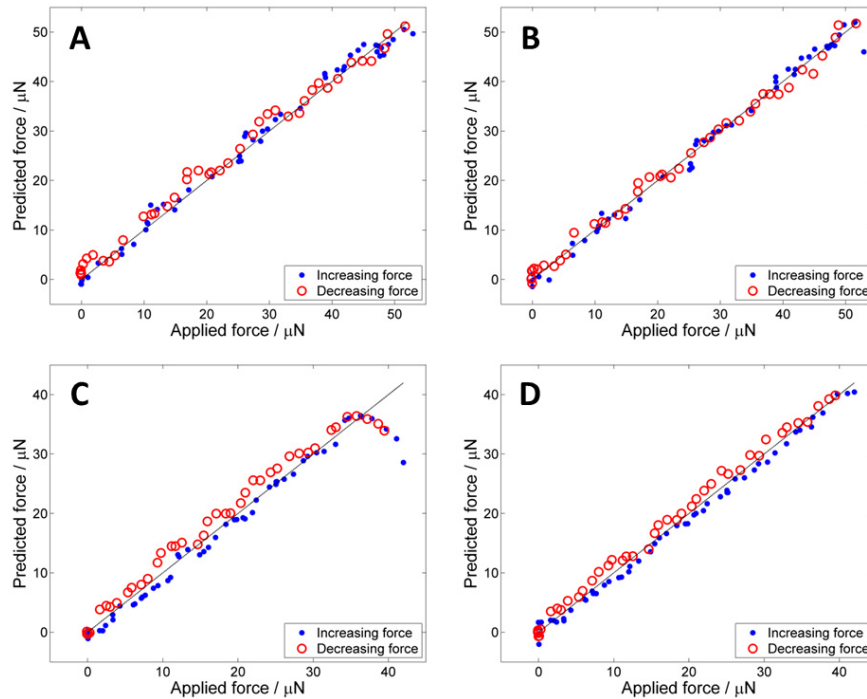 A
Predicted force / μN
50
40
30
20
10
0
0 10 20 30 40 50
Applied force / μN
Increasing force
Decreasing force
B
Predicted force / μN
50
40
30
20
10
0
0 10 20 30 40 50
Applied force / μN
Increasing force
Decreasing force
C
Predicted force / μN
40
30
20
10
0
0 10 20 30 40
Applied force / μN
Increasing force
Decreasing force
D
Predicted force / μN
40
30
20
10
0
0 10 20 30 40
Applied force / μN
Increasing force
Decreasing force